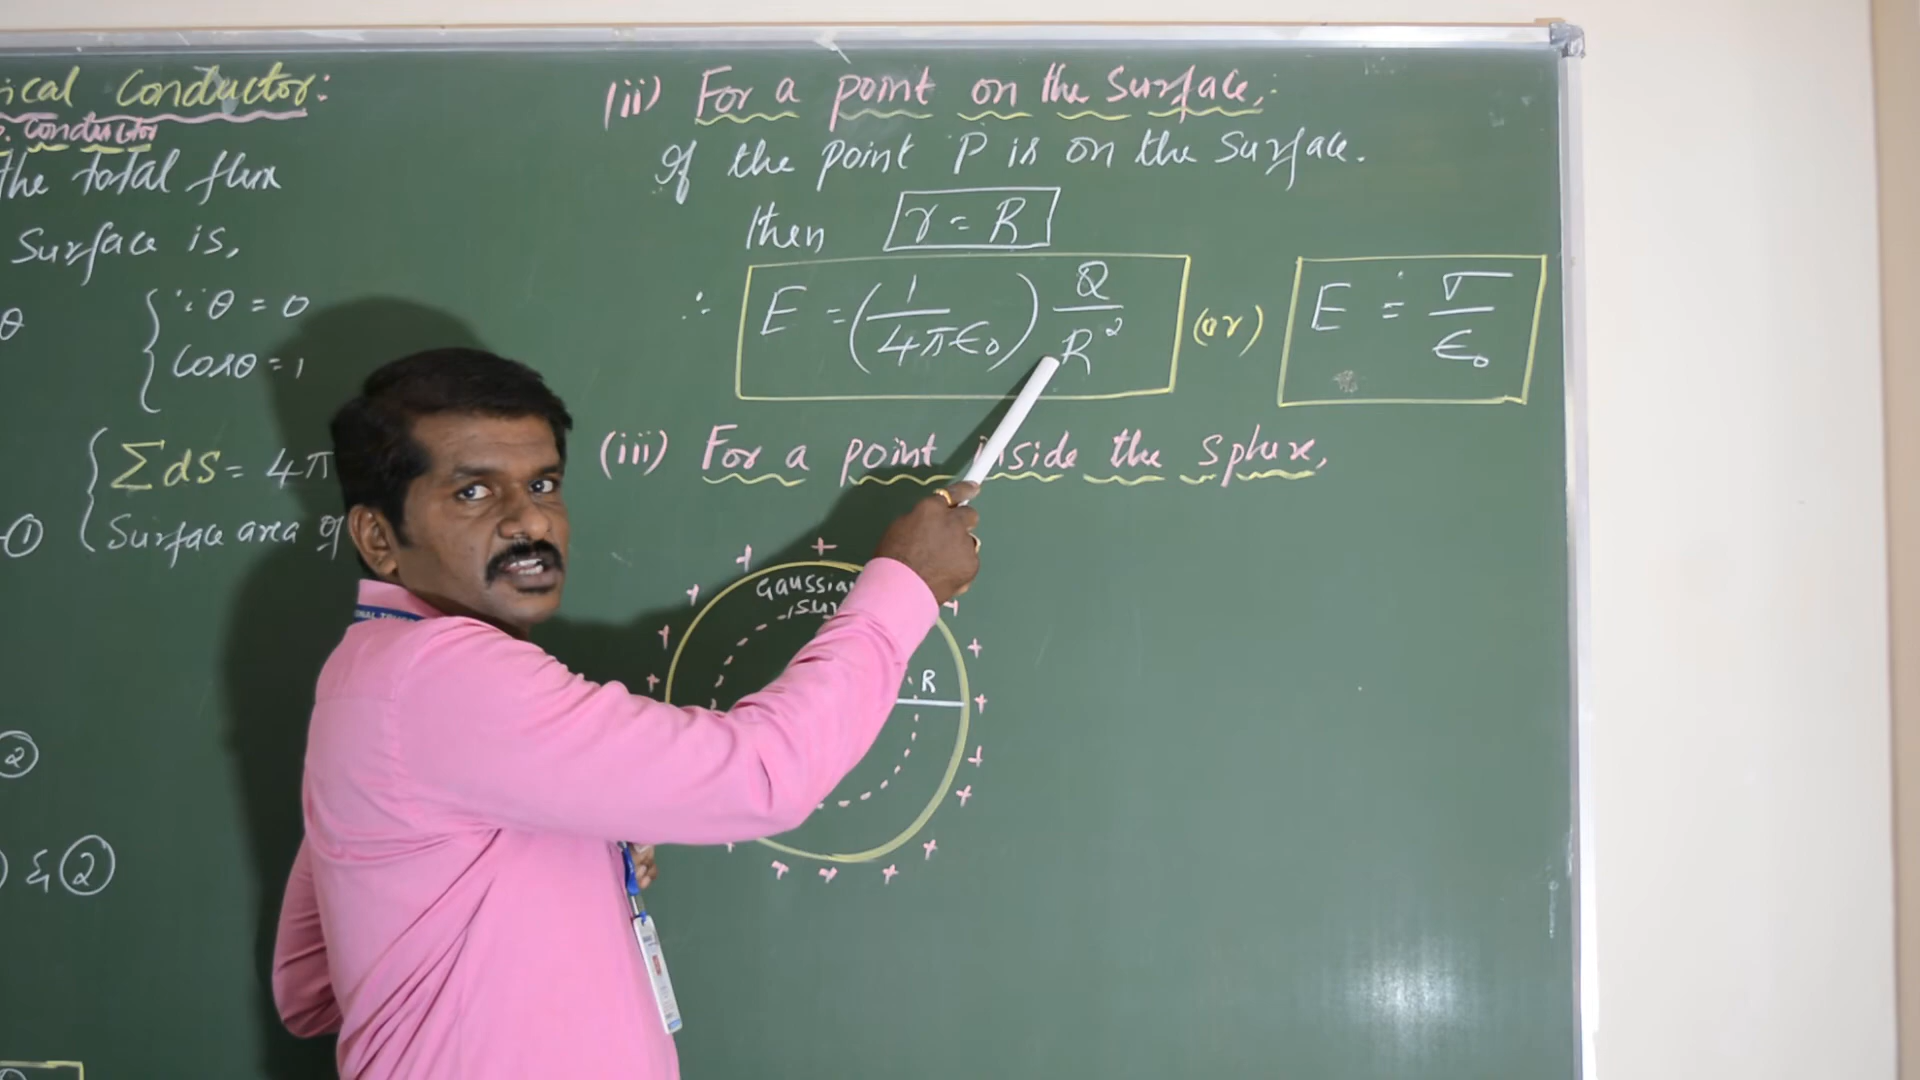 ical Conductor:
Conductor
the total flux
Surface is,
θ
∵ θ = 0
Cosθ = 1
∑ds = 4π
①
Surface area of
②
& ②
(ii) For a point on the Surface,
If the point P is on the Surface.
then r = R
∴ E = (1/4πϵ₀) Q/R² (or) E = σ/ϵ₀
(iii) For a point inside the Sphere,
Gaussian
R